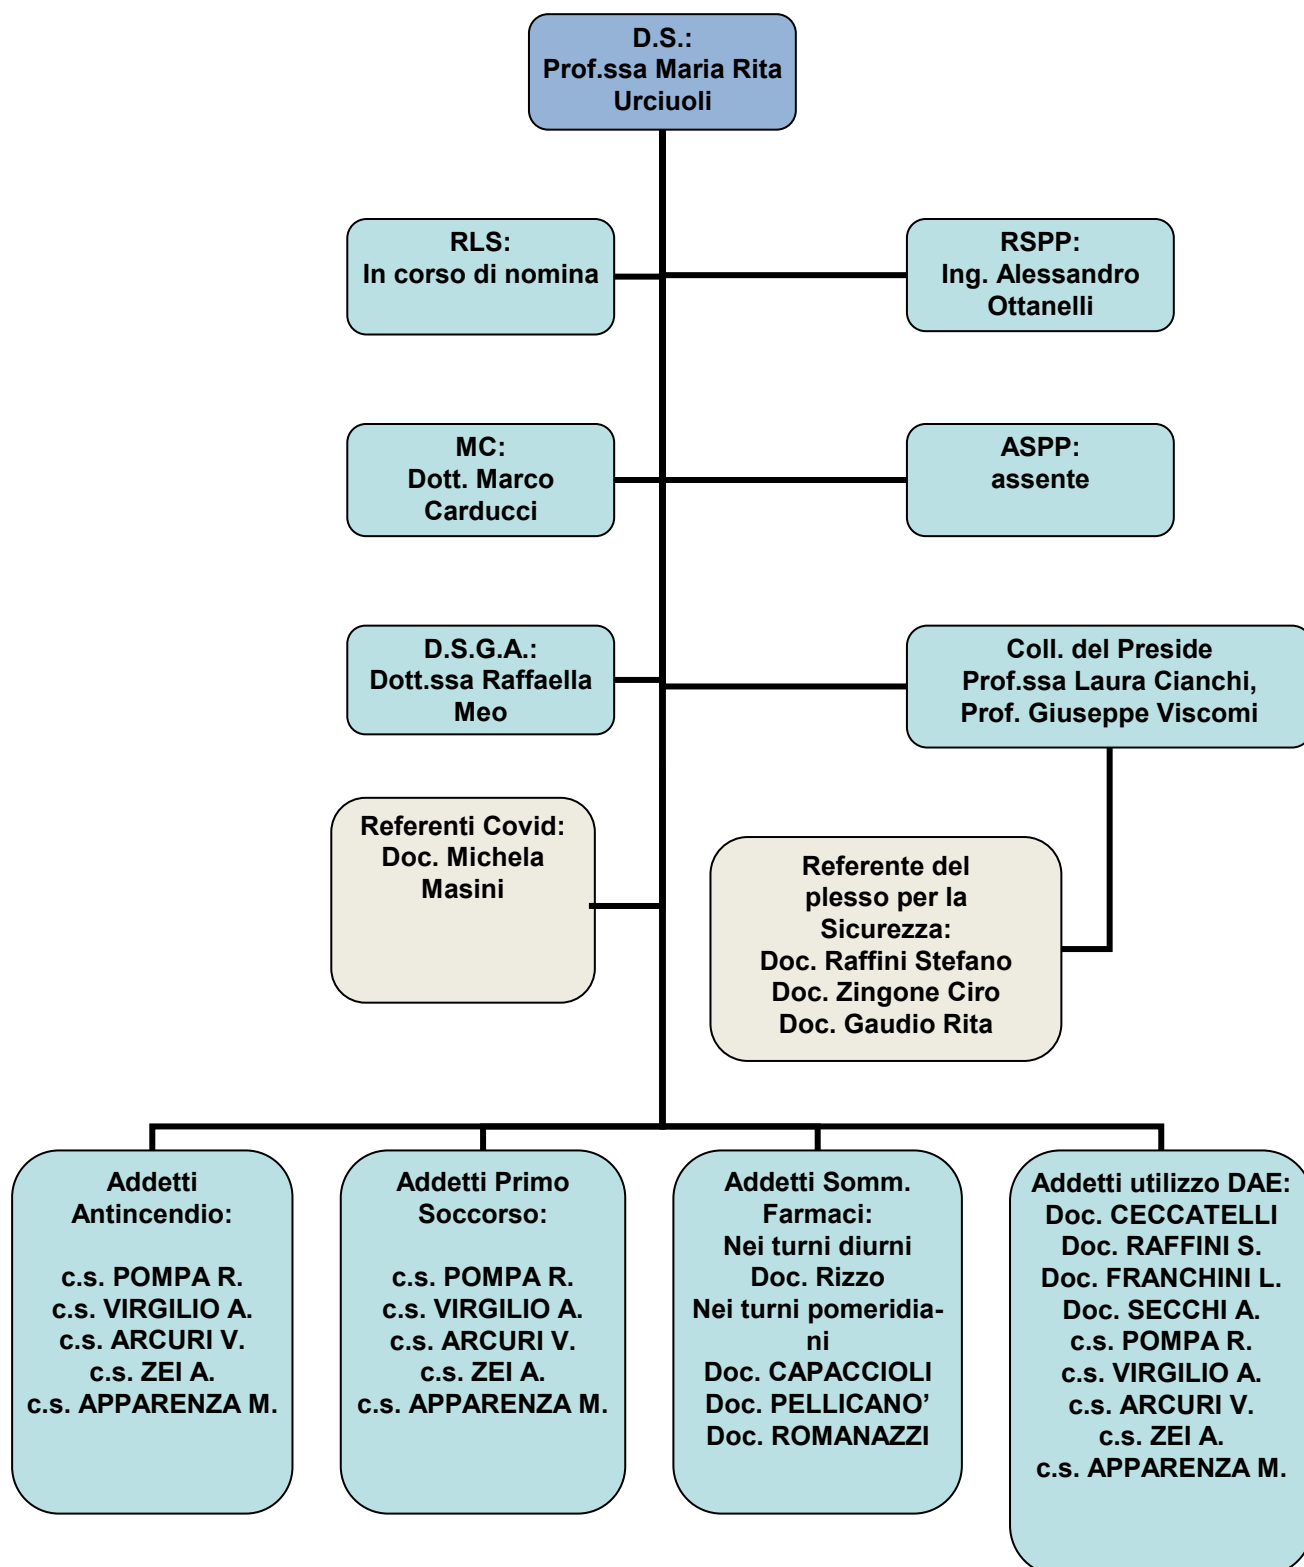 D.S.:
Prof.ssa Maria Rita
Urciuoli
RLS:
In corso di nomina
RSPP:
Ing. Alessandro
Ottanelli
MC:
Dott. Marco
Carducci
ASPP:
assente
D.S.G.A.:
Dott.ssa Raffaella
Meo
Coll. del Preside
Prof.ssa Laura Cianchi,
Prof. Giuseppe Viscomi
Referenti Covid:
Doc. Michela
Masini
Referente del
plesso per la
Sicurezza:
Doc. Raffini Stefano
Doc. Zingone Ciro
Doc. Gaudio Rita
Addetti
Antincendio:
c.s. POMPA R.
c.s. VIRGILIO A.
c.s. ARCURI V.
c.s. ZEI A.
c.s. APPARENZA M.
Addetti Primo
Soccorso:
c.s. POMPA R.
c.s. VIRGILIO A.
c.s. ARCURI V.
c.s. ZEI A.
c.s. APPARENZA M.
Addetti Somm.
Farmaci:
Nei turni diurni
Doc. Rizzo
Nei turni pomeridia-
ni
Doc. CAPACCIOLI
Doc. PELLICANO’
Doc. ROMANAZZI
Addetti utilizzo DAE:
Doc. CECCATELLI
Doc. RAFFINI S.
Doc. FRANCHINI L.
Doc. SECCHI A.
c.s. POMPA R.
c.s. VIRGILIO A.
c.s. ARCURI V.
c.s. ZEI A.
c.s. APPARENZA M.